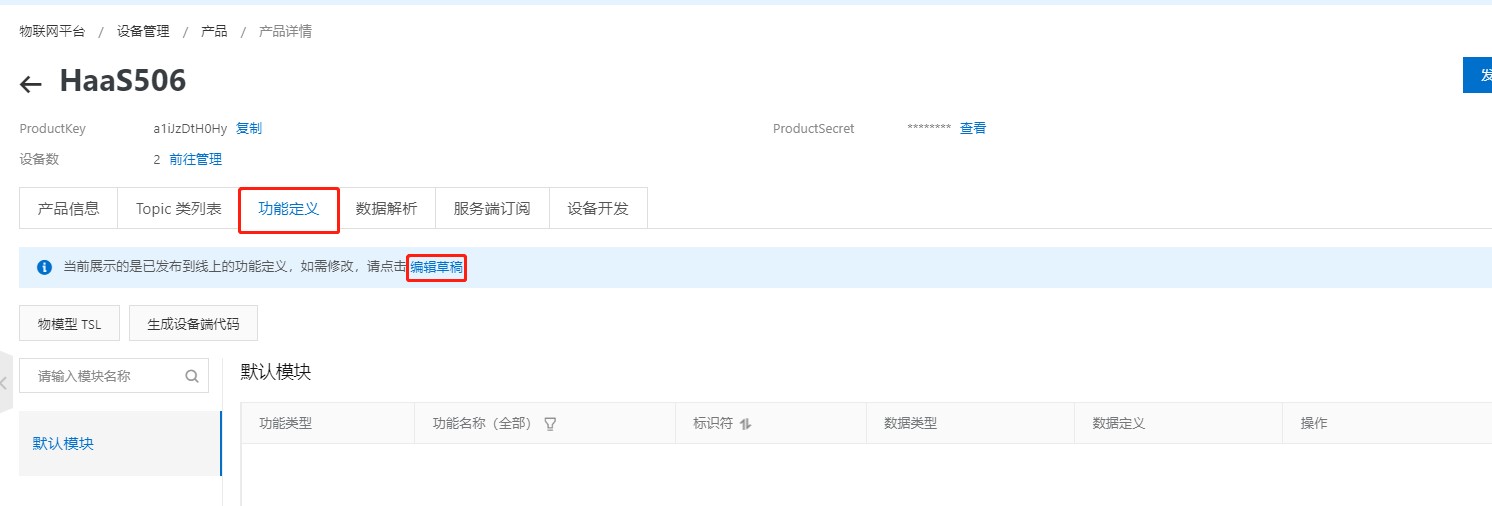 物联网平台 / 设备管理 / 产品 / 产品详情
HaaS506
发
ProductKey a1iJzDtH0Hy 复制 ProductSecret ******** 查看
设备数 2 前往管理
产品信息 Topic 类列表 功能定义 数据解析 服务端订阅 设备开发
当前展示的是已发布到线上的功能定义，如需修改，请点击 编辑草稿
物模型 TSL 生成设备端代码
请输入模块名称 默认模块
功能类型 功能名称（全部） 标识符 数据类型 数据定义 操作
默认模块